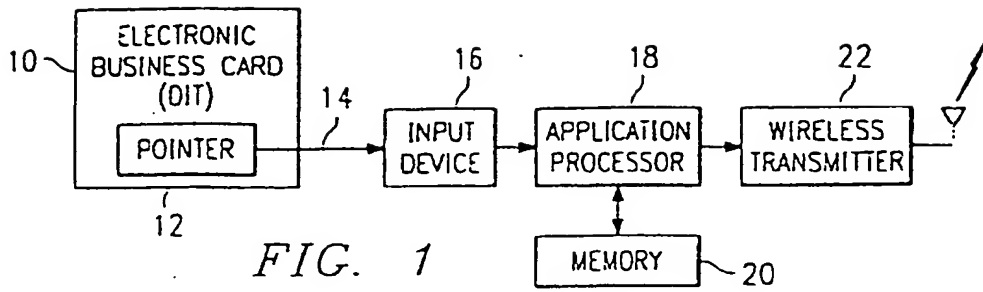 10
ELECTRONIC
BUSINESS CARD
(DIT)
POINTER
12
14
16
INPUT
DEVICE
18
APPLICATION
PROCESSOR
22
WIRELESS
TRANSMITTER
MEMORY
20
FIG. 1